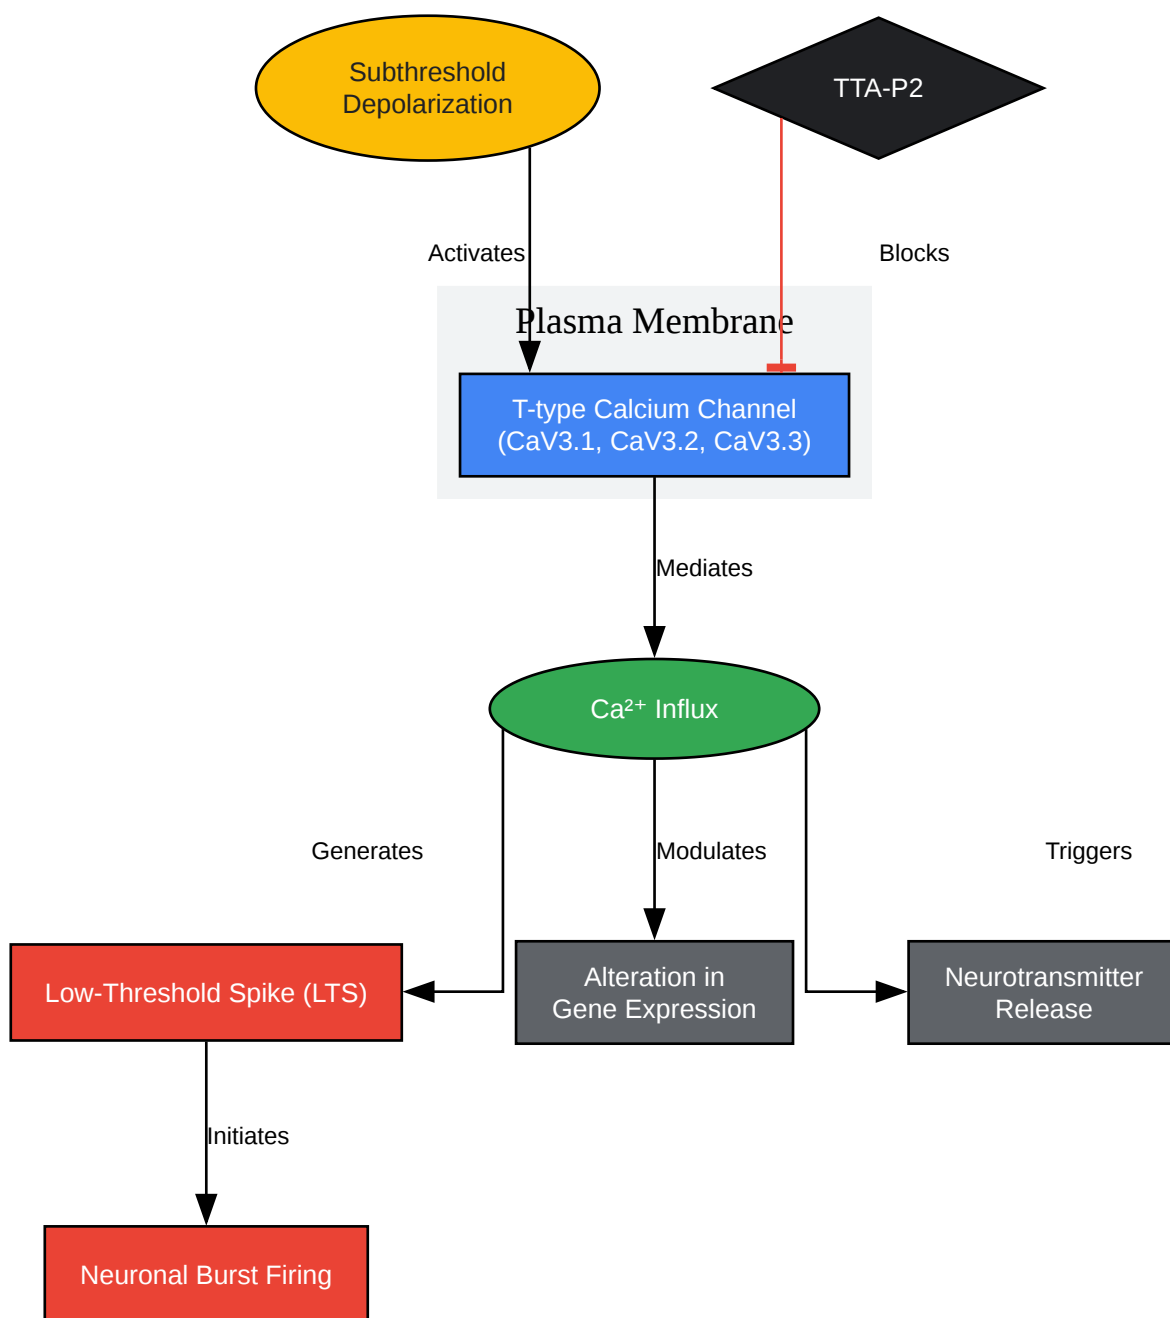 Subthreshold
Depolarization
TTA-P2
Activates
Blocks
Plasma Membrane
T-type Calcium Channel
(CaV3.1, CaV3.2, CaV3.3)
Mediates
Ca²⁺ Influx
Generates
Modulates
Triggers
Low-Threshold Spike (LTS)
Alteration in
Gene Expression
Neurotransmitter
Release
Initiates
Neuronal Burst Firing